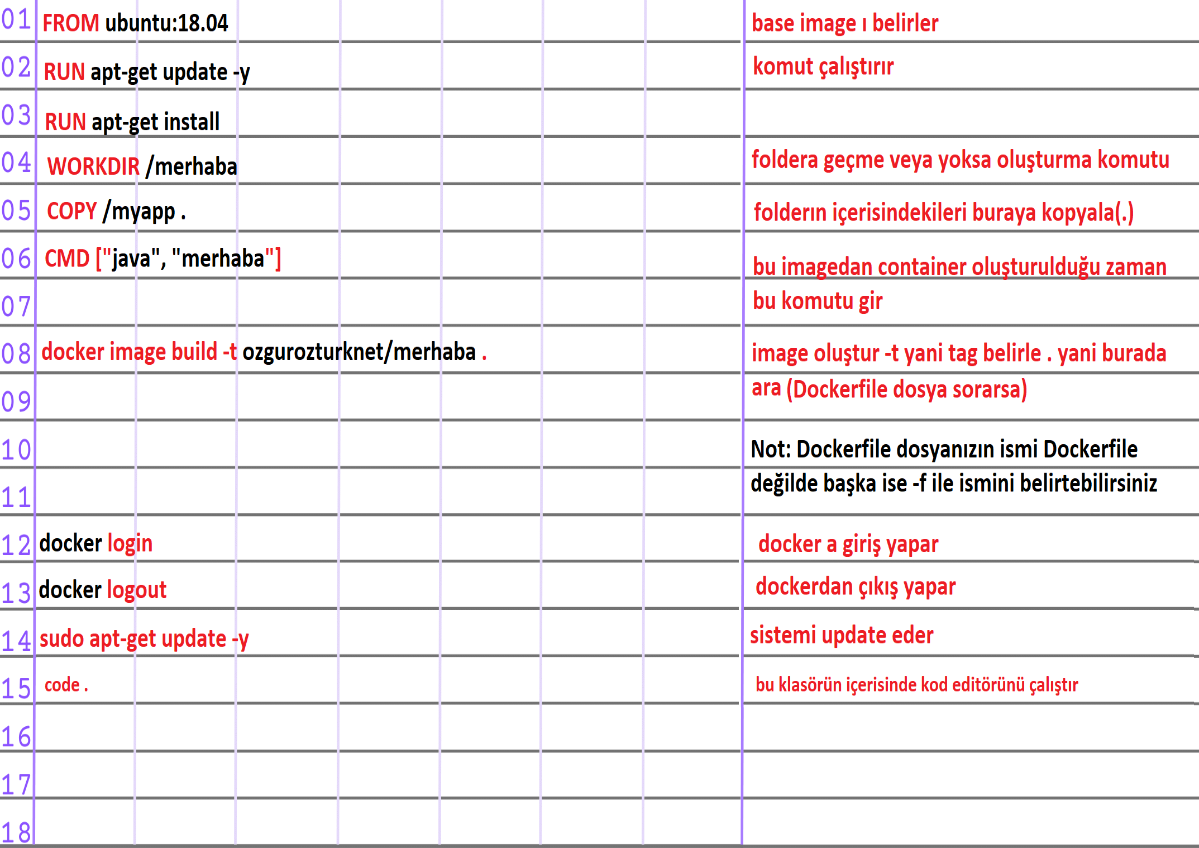 01 FROM ubuntu:18.04 base image ı belirler
02 RUN apt-get update -y komut çalıştırır
03 RUN apt-get install
04 WORKDIR /merhaba foldera geçme veya yoksa oluşturma komutu
05 COPY /myapp . folderın içerisindekileri buraya kopyala(.)
06 CMD ["java", "merhaba"] bu imagedan container oluşturulduğu zaman
07 bu komutu gir
08 docker image build -t ozgurozturknet/merhaba . image oluştur -t yani tag belirle . yani burada
09 ara (Dockerfile dosya sorarsa)
10 Not: Dockerfile dosyanızın ismi Dockerfile
11 değilde başka ise -f ile ismini belirtebilirsiniz
12 docker login docker a giriş yapar
13 docker logout dockerdan çıkış yapar
14 sudo apt-get update -y sistemi update eder
15 code . bu klasörün içerisinde kod editörünü çalıştır
16
17
18